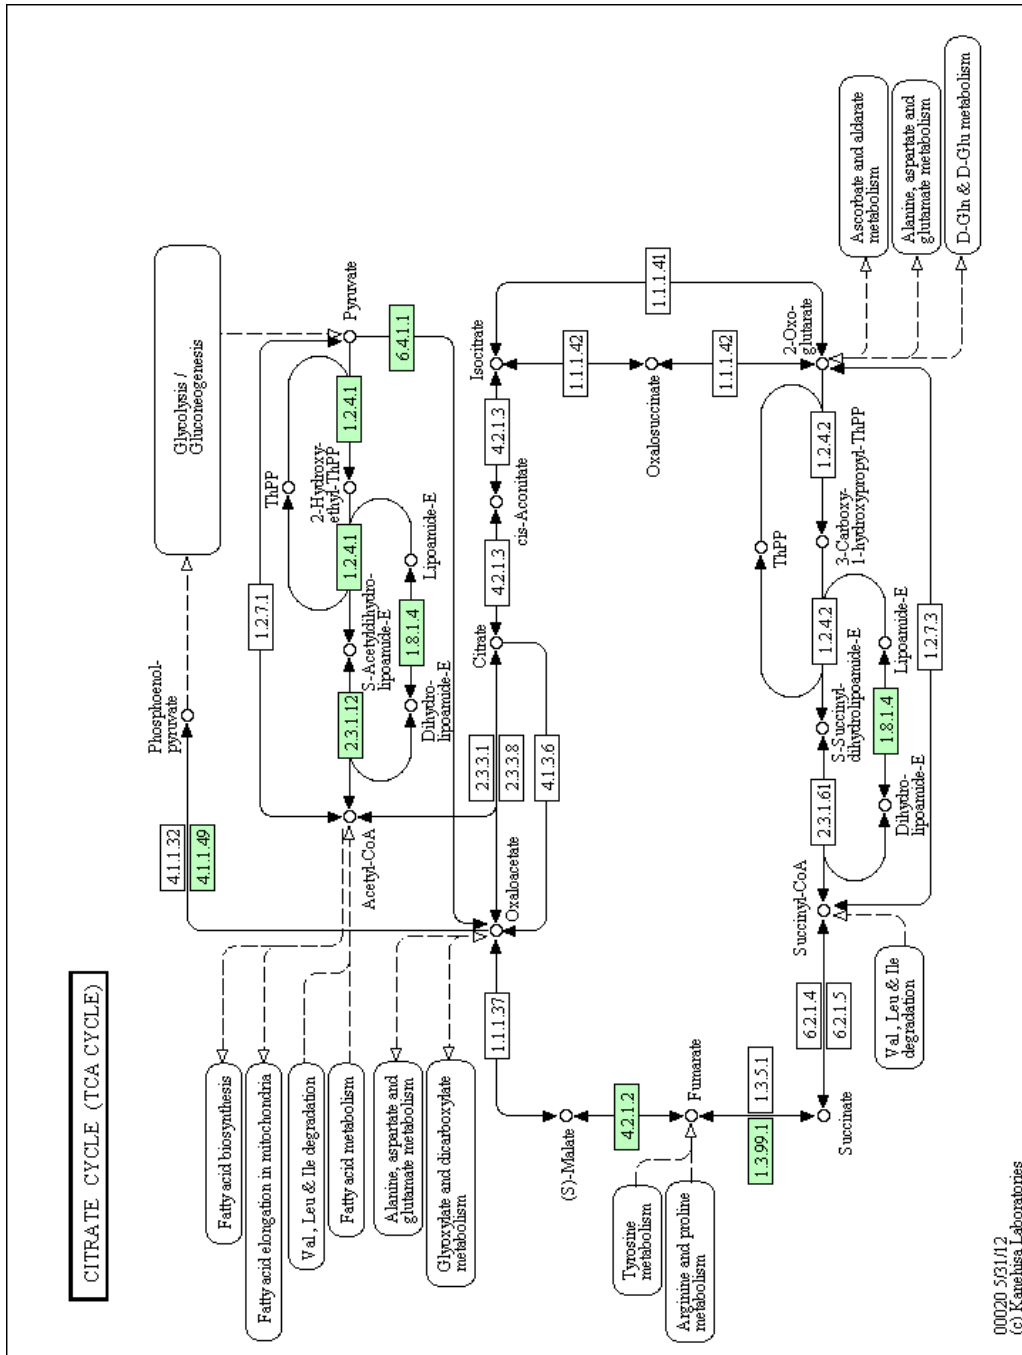 CITRATE CYCLE (TCA CYCLE)
Phosphoenol-
pyruvate
Glycolysis /
Gluconeogenesis
4.1.1.32
4.1.1.49
Fatty acid biosynthesis
Fatty acid elongation in mitochondria
Val, Leu & Ile degradation
Fatty acid metabolism
Alanine, aspartate and
glutamate metabolism
Glyoxylate and dicarboxylate
metabolism
1.2.7.1
ThPP
Acetyl-CoA
2.3.1.12
S-Acetyldihydro-
lipoamide-E
1.2.4.1
2-Hydroxy-
ethyl-ThPP
1.2.4.1
Pyruvate
Dihydro-
lipoamide-E
1.8.1.4
Lipoamide-E
6.4.1.1
Oxaloacetate
2.3.3.1
2.3.3.8
4.1.3.6
Citrate
4.2.1.3
cis-Aconitate
4.2.1.3
Isocitrate
1.1.1.37
(S)-Malate
1.1.1.42
Oxalosuccinate
1.1.1.42
1.1.1.41
4.2.1.2
Fumarate
Tyrosine
metabolism
Arginine and proline
metabolism
1.3.5.1
1.3.99.1
Succinate
6.2.1.4
6.2.1.5
Succinyl-CoA
Val, Leu & Ile
degradation
2.3.1.61
S-Succinyl-
dihydrolipoamide-E
1.2.4.2
ThPP
3-Carboxy-
1-hydroxypropyl-ThPP
1.2.4.2
2-Oxo-
glutarate
Dihydro-
lipoamide-E
1.8.1.4
Lipoamide-E
1.2.7.3
Ascorbate and aldarate
metabolism
Alanine, aspartate and
glutamate metabolism
D-Gln & D-Glu metabolism
00020 5/31/12
(c) Kanehisa Laboratories